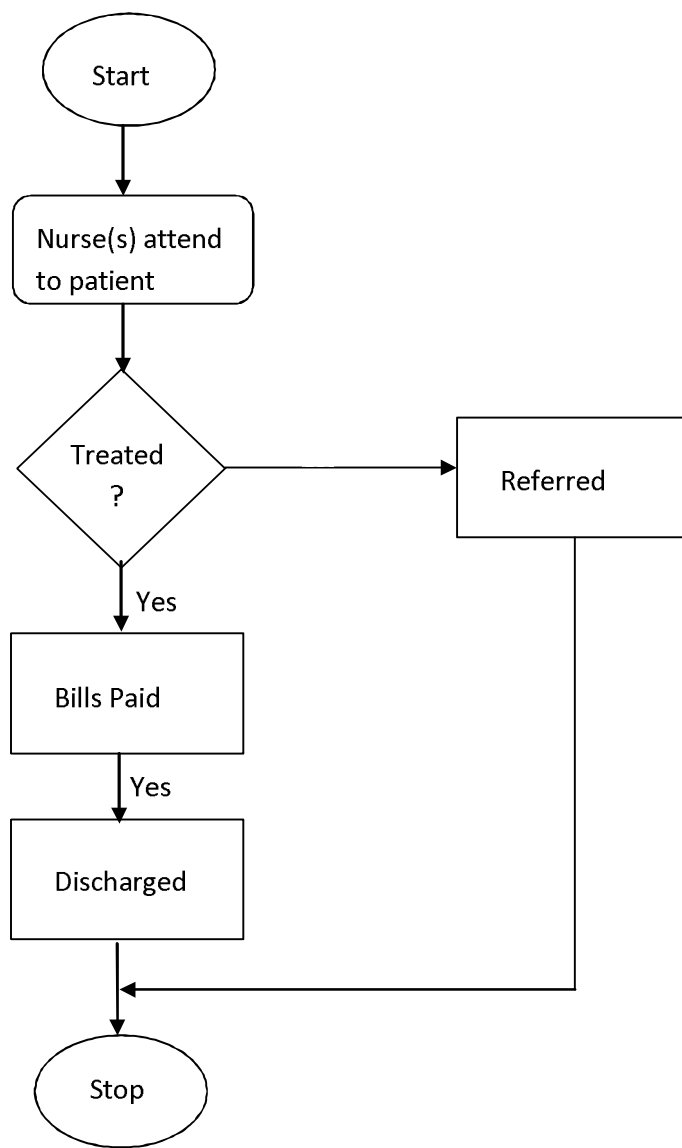 Start
Nurse(s) attend
to patient
Treated
?
Referred
Yes
Bills Paid
Yes
Discharged
Stop